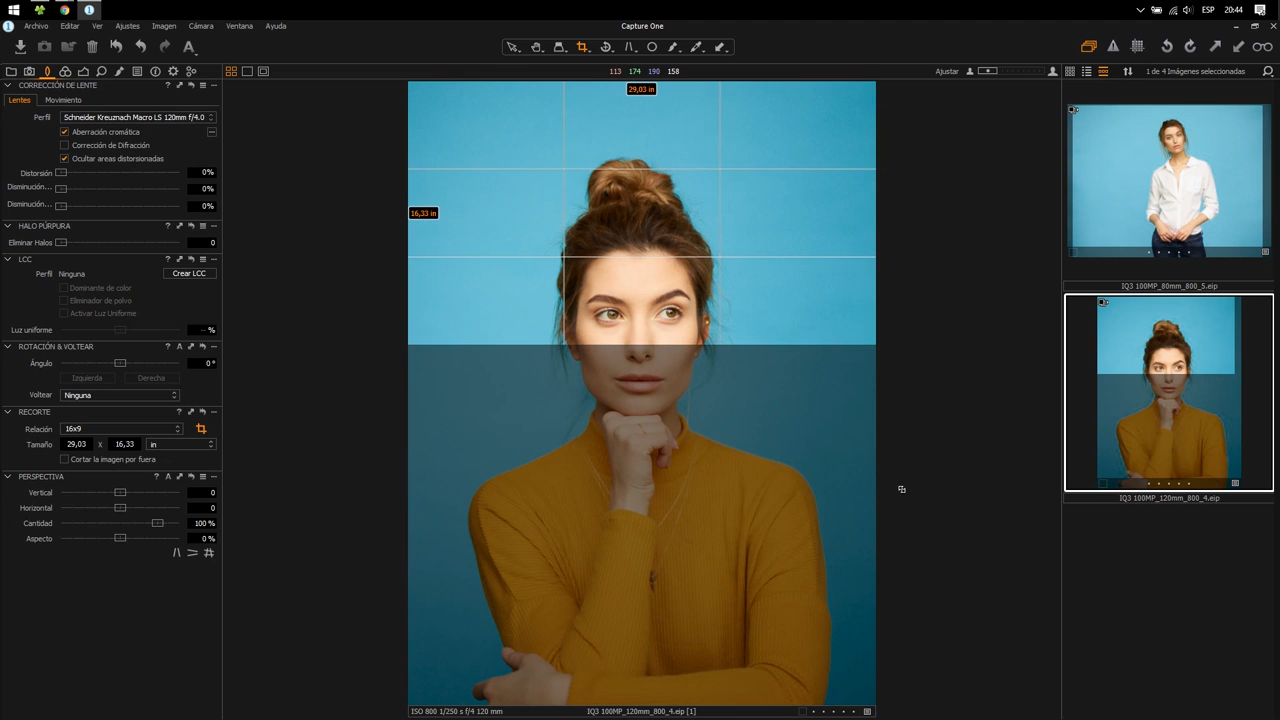 ESP 20:44
Archivo Editar Ver Ajustes Imagen Cámara Ventana Ayuda
Capture One
113 174 190 158
Ajustar
1 de 4 Imágenes seleccionadas
CORRECCIÓN DE LENTE
Lentes Movimiento
Perfil Schneider Kreuznach Macro LS 120mm f/4.0
Aberración cromática
Corrección de Difracción
Ocultar areas distorsionadas
Distorsión 0%
Disminución... 0%
Disminución... 0%
HALO PÚRPURA
Eliminar Halos 0
LCC
Perfil Ninguna Crear LCC
Dominante de color
Eliminador de polvo
Activar Luz Uniforme
Luz uniforme -- %
ROTACIÓN & VOLTEAR
Ángulo 0 º
Izquierda Derecha
Voltear Ninguna
RECORTE
Relación 16x9
Tamaño 29,03 X 16,33 in
Cortar la imagen por fuera
PERSPECTIVA
Vertical 0
Horizontal 0
Cantidad 100 %
Aspecto 0 %
29,03 in
16,33 in
ISO 800 1/250 s f/4 120 mm
IQ3 100MP_120mm_800_4.eip [1]
IQ3 100MP_80mm_800_5.eip
IQ3 100MP_120mm_800_4.eip